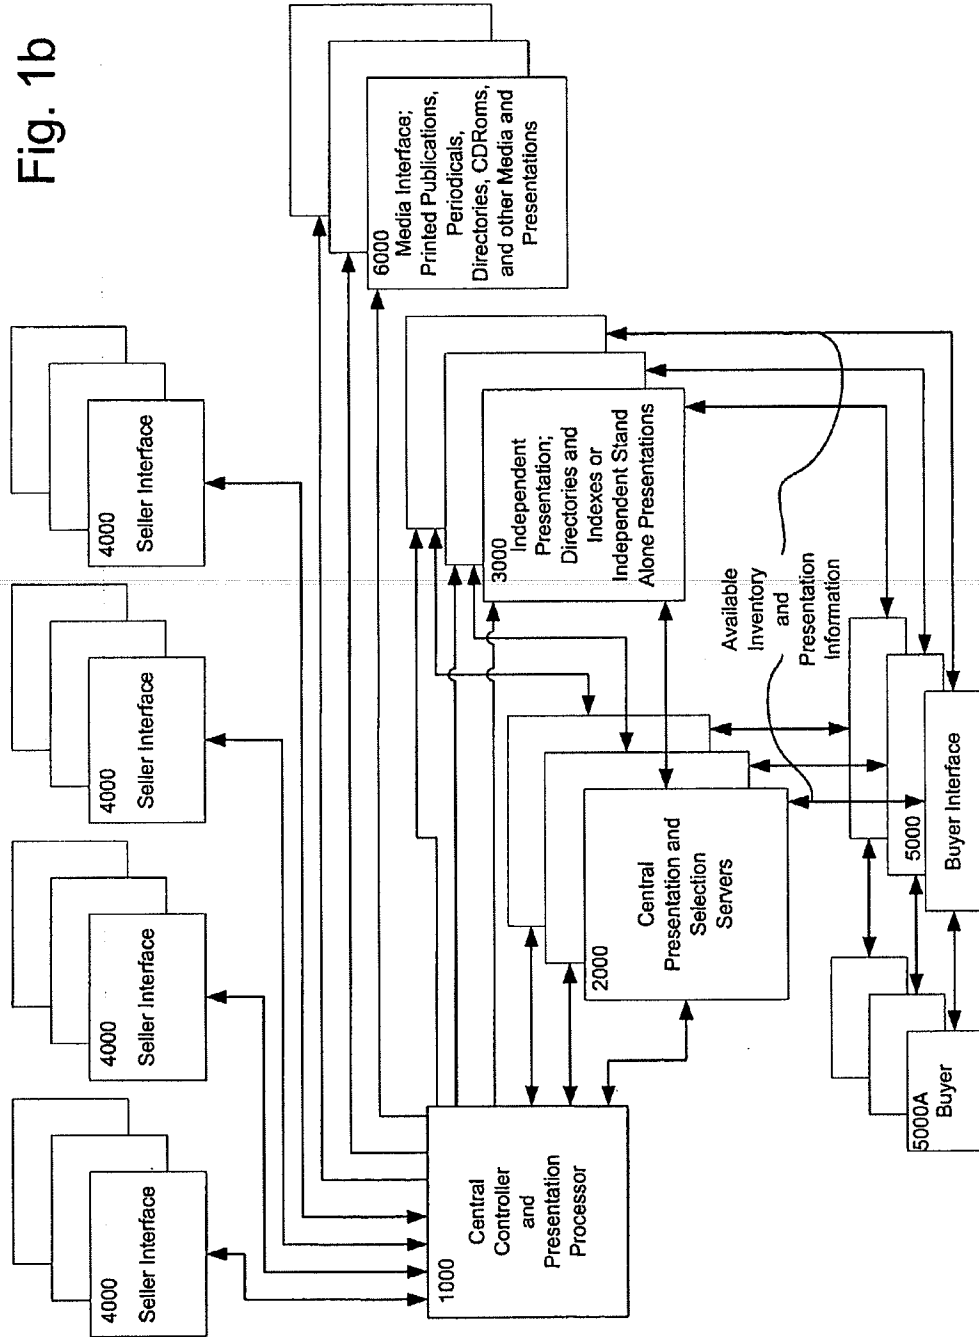 Fig. 1b
4000
Seller Interface
4000
Seller Interface
4000
Seller Interface
4000
Seller Interface
6000
Media Interface;
Printed Publications,
Periodicals,
Directories, CDRoms,
and other Media and
Presentations
1000
Central
Controller
and
Presentation
Processor
3000
Independent
Presentation;
Directories and
Indexes or
Independent Stand
Alone Presentations
2000
Central
Presentation and
Selection
Servers
Available
Inventory
and
Presentation
Information
5000A
Buyer
5000
Buyer Interface